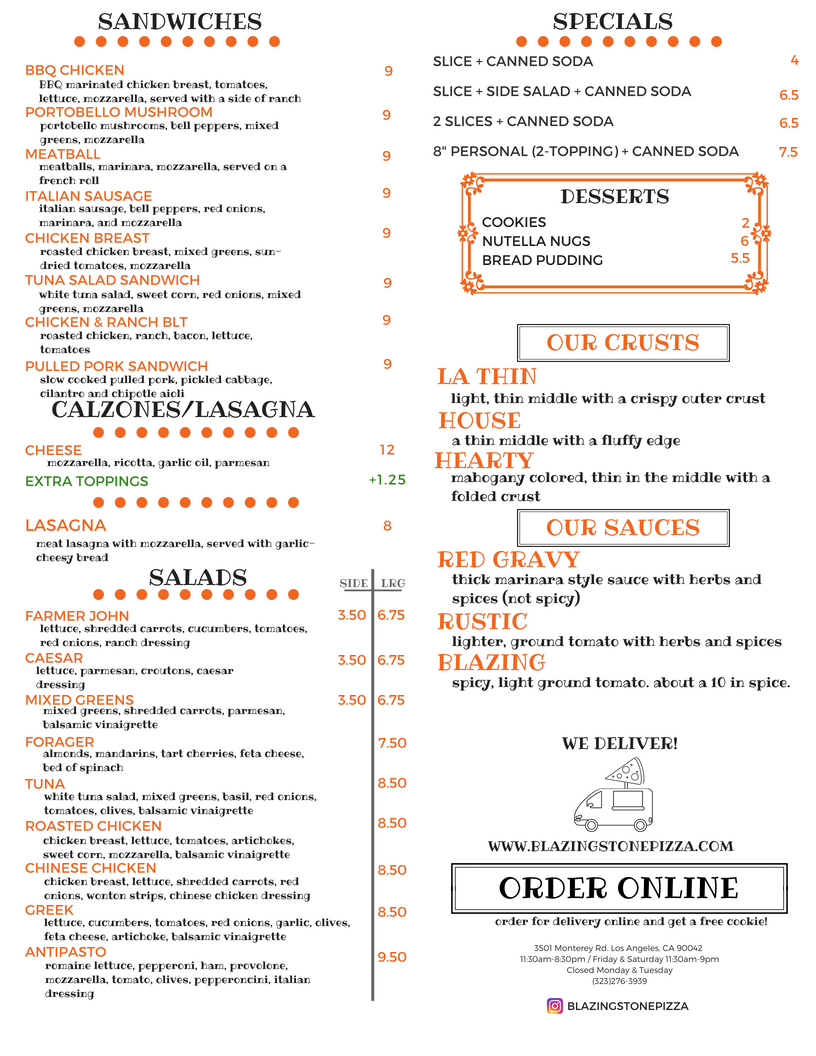 SANDWICHES
BBQ CHICKEN 9
BBQ marinated chicken breast, tomatoes,
lettuce, mozzarella, served with a side of ranch
PORTOBELLO MUSHROOM 9
portobello mushrooms, bell peppers, mixed
greens, mozzarella
MEATBALL 9
meatballs, marinara, mozzarella, served on a
french roll
ITALIAN SAUSAGE 9
italian sausage, bell peppers, red onions,
marinara, and mozzarella
CHICKEN BREAST 9
roasted chicken breast, mixed greens, sun-
dried tomatoes, mozzarella
TUNA SALAD SANDWICH 9
white tuna salad, sweet corn, red onions, mixed
greens, mozzarella
CHICKEN & RANCH BLT 9
roasted chicken, ranch, bacon, lettuce,
tomatoes
PULLED PORK SANDWICH 9
slow cooked pulled pork, pickled cabbage,
cilantro and chipotle aioli
CALZONES/LASAGNA
CHEESE 12
mozzarella, ricotta, garlic oil, parmesan
EXTRA TOPPINGS +1.25
LASAGNA 8
meat lasagna with mozzarella, served with garlic-
cheesy bread
SALADS SIDE LRG
FARMER JOHN 3.50 6.75
lettuce, shredded carrots, cucumbers, tomatoes,
red onions, ranch dressing
CAESAR 3.50 6.75
lettuce, parmesan, croutons, caesar
dressing
MIXED GREENS 3.50 6.75
mixed greens, shredded carrots, parmesan,
balsamic vinaigrette
FORAGER 7.50
almonds, mandarins, tart cherries, feta cheese,
bed of spinach
TUNA 8.50
white tuna salad, mixed greens, basil, red onions,
tomatoes, olives, balsamic vinaigrette
ROASTED CHICKEN 8.50
chicken breast, lettuce, tomatoes, artichokes,
sweet corn, mozzarella, balsamic vinaigrette
CHINESE CHICKEN 8.50
chicken breast, lettuce, shredded carrots, red
onions, wonton strips, chinese chicken dressing
GREEK 8.50
lettuce, cucumbers, tomatoes, red onions, garlic, olives,
feta cheese, artichoke, balsamic vinaigrette
ANTIPASTO 9.50
romaine lettuce, pepperoni, ham, provolone,
mozzarella, tomato, olives, pepperoncini, italian
dressing
SPECIALS
SLICE + CANNED SODA 4
SLICE + SIDE SALAD + CANNED SODA 6.5
2 SLICES + CANNED SODA 6.5
8" PERSONAL (2-TOPPING) + CANNED SODA 7.5
DESSERTS
COOKIES 2
NUTELLA NUGS 6
BREAD PUDDING 5.5
OUR CRUSTS
LA THIN
light, thin middle with a crispy outer crust
HOUSE
a thin middle with a fluffy edge
HEARTY
mahogany colored, thin in the middle with a
folded crust
OUR SAUCES
RED GRAVY
thick marinara style sauce with herbs and
spices (not spicy)
RUSTIC
lighter, ground tomato with herbs and spices
BLAZING
spicy, light ground tomato. about a 10 in spice.
WE DELIVER!
WWW.BLAZINGSTONEPIZZA.COM
ORDER ONLINE
order for delivery online and get a free cookie!
3501 Monterey Rd. Los Angeles, CA 90042
11:30am-8:30pm / Friday & Saturday 11:30am-9pm
Closed Monday & Tuesday
(323)276-3939
BLAZINGSTONEPIZZA